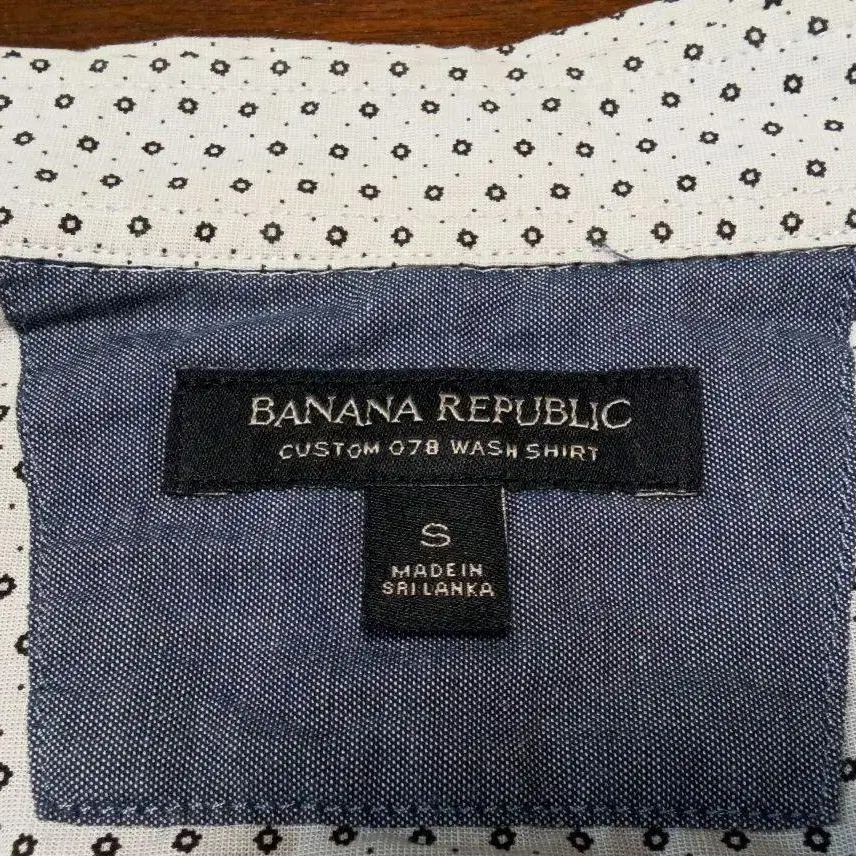 BANANA REPUBLIC
CUSTOM 078 WASH SHIRT
S
MADE IN
SRI LANKA